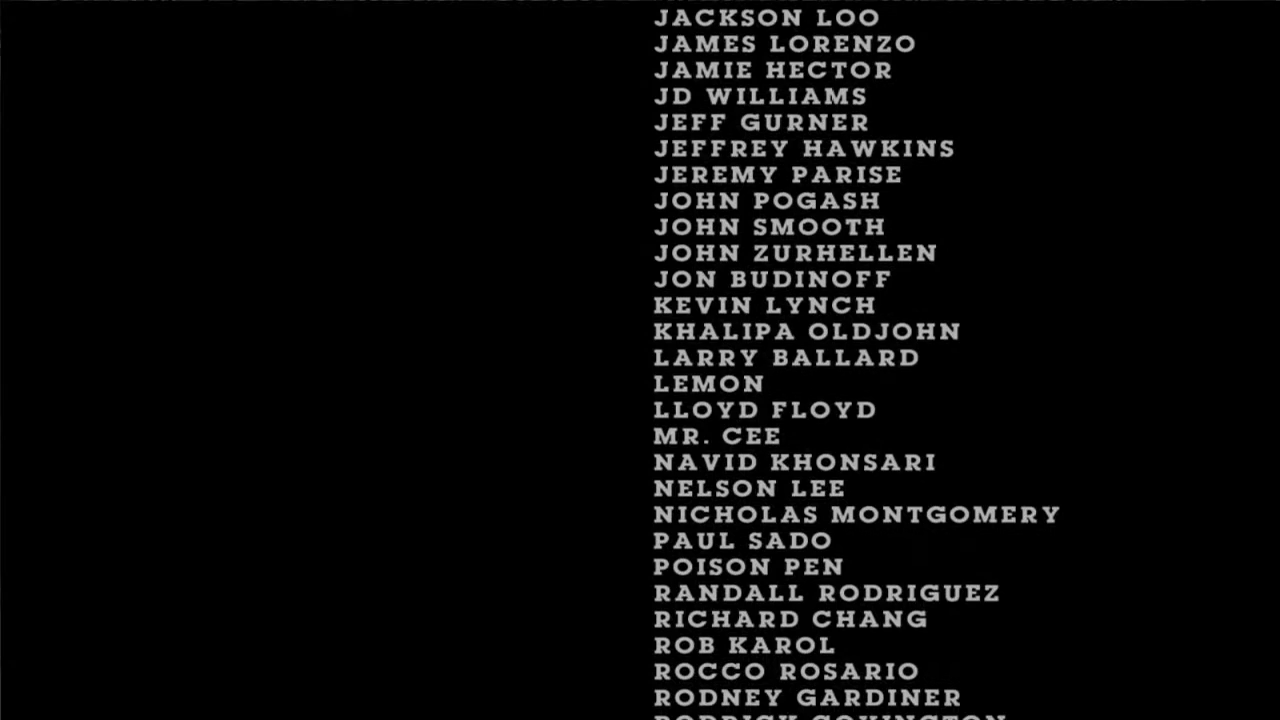 JACKSON LOO
JAMES LORENZO
JAMIE HECTOR
JD WILLIAMS
JEFF GURNER
JEFFREY HAWKINS
JEREMY PARISE
JOHN POGASH
JOHN SMOOTH
JOHN ZURHELLEN
JON BUDINOFF
KEVIN LYNCH
KHALIPA OLDJOHN
LARRY BALLARD
LEMON
LLOYD FLOYD
MR. CEE
NAVID KHONSARI
NELSON LEE
NICHOLAS MONTGOMERY
PAUL SADO
POISON PEN
RANDALL RODRIGUEZ
RICHARD CHANG
ROB KAROL
ROCCO ROSARIO
RODNEY GARDINER